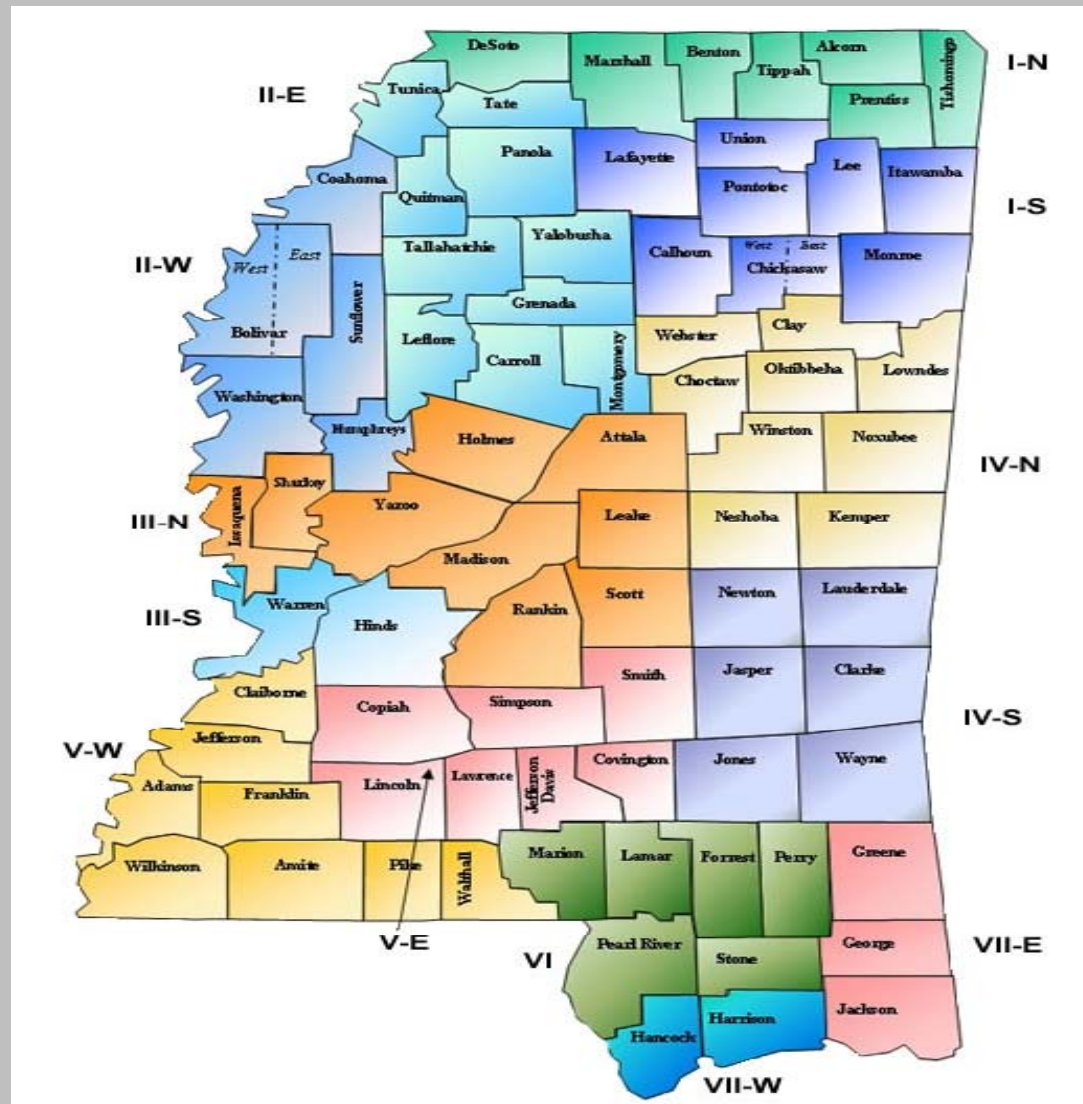 DeSoto
Marshall
Benton
Tippah
Alcorn
Tishomingo
I-N
II-E
Tunica
Tate
Prentiss
Panola
Lafayette
Union
Lee
Itawamba
Coahoma
Quitman
Pontotoc
I-S
Tallahatchie
Yalobusha
Calhoun
West
East
Chickasaw
Monroe
II-W
West
East
Bolivar
Sunflower
Grenada
Leflore
Carroll
Montgomery
Webster
Clay
Choctaw
Oktibbeha
Lowndes
Washington
Humphreys
Holmes
Attala
Winston
Noxubee
IV-N
Sharkey
Issaquena
III-N
Yazoo
Leake
Neshoba
Kemper
Madison
III-S
Warren
Hinds
Rankin
Scott
Newton
Lauderdale
Claiborne
Copiah
Simpson
Smith
Jasper
Clarke
IV-S
V-W
Jefferson
Adams
Franklin
Lincoln
Lawrence
Jefferson
Davis
Covington
Jones
Wayne
Wilkinson
Amite
Pike
Walthall
Marion
Lamar
Forrest
Perry
Greene
V-E
VI
Pearl River
Stone
George
VII-E
Hancock
Harrison
Jackson
VII-W